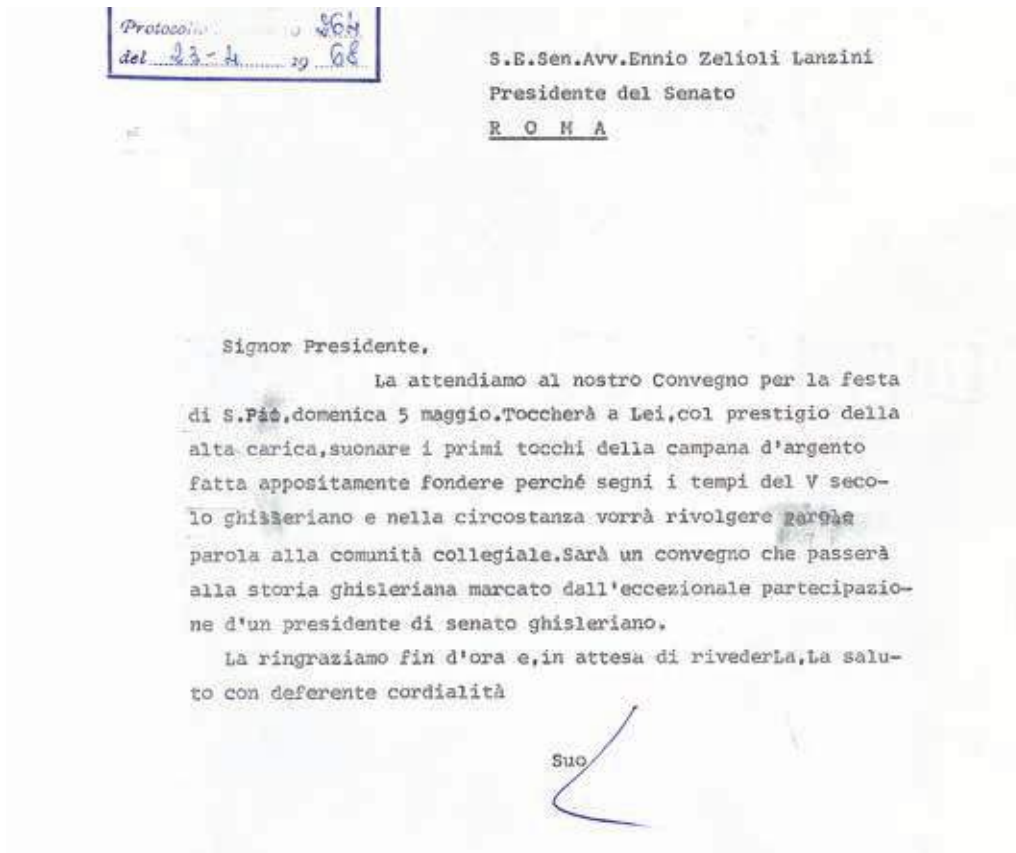 Protocollo 264
del 23-4 19 68
S.E.Sen.Avv.Ennio Zelioli Lanzini
Presidente del Senato
R O M A
Signor Presidente,
La attendiamo al nostro Convegno per la festa
di S.Pio,domenica 5 maggio.Toccherà a Lei,col prestigio della
alta carica,suonare i primi tocchi della campana d'argento
fatta appositamente fondere perché segni i tempi del V seco-
lo ghisleriano e nella circostanza vorrà rivolgere parole
parola alla comunità collegiale.Sarà un convegno che passerà
alla storia ghisleriana marcato dall'eccezionale partecipazio-
ne d'un presidente di senato ghisleriano.
La ringraziamo fin d'ora e,in attesa di rivederLa,La salu-
to con deferente cordialità
Suo